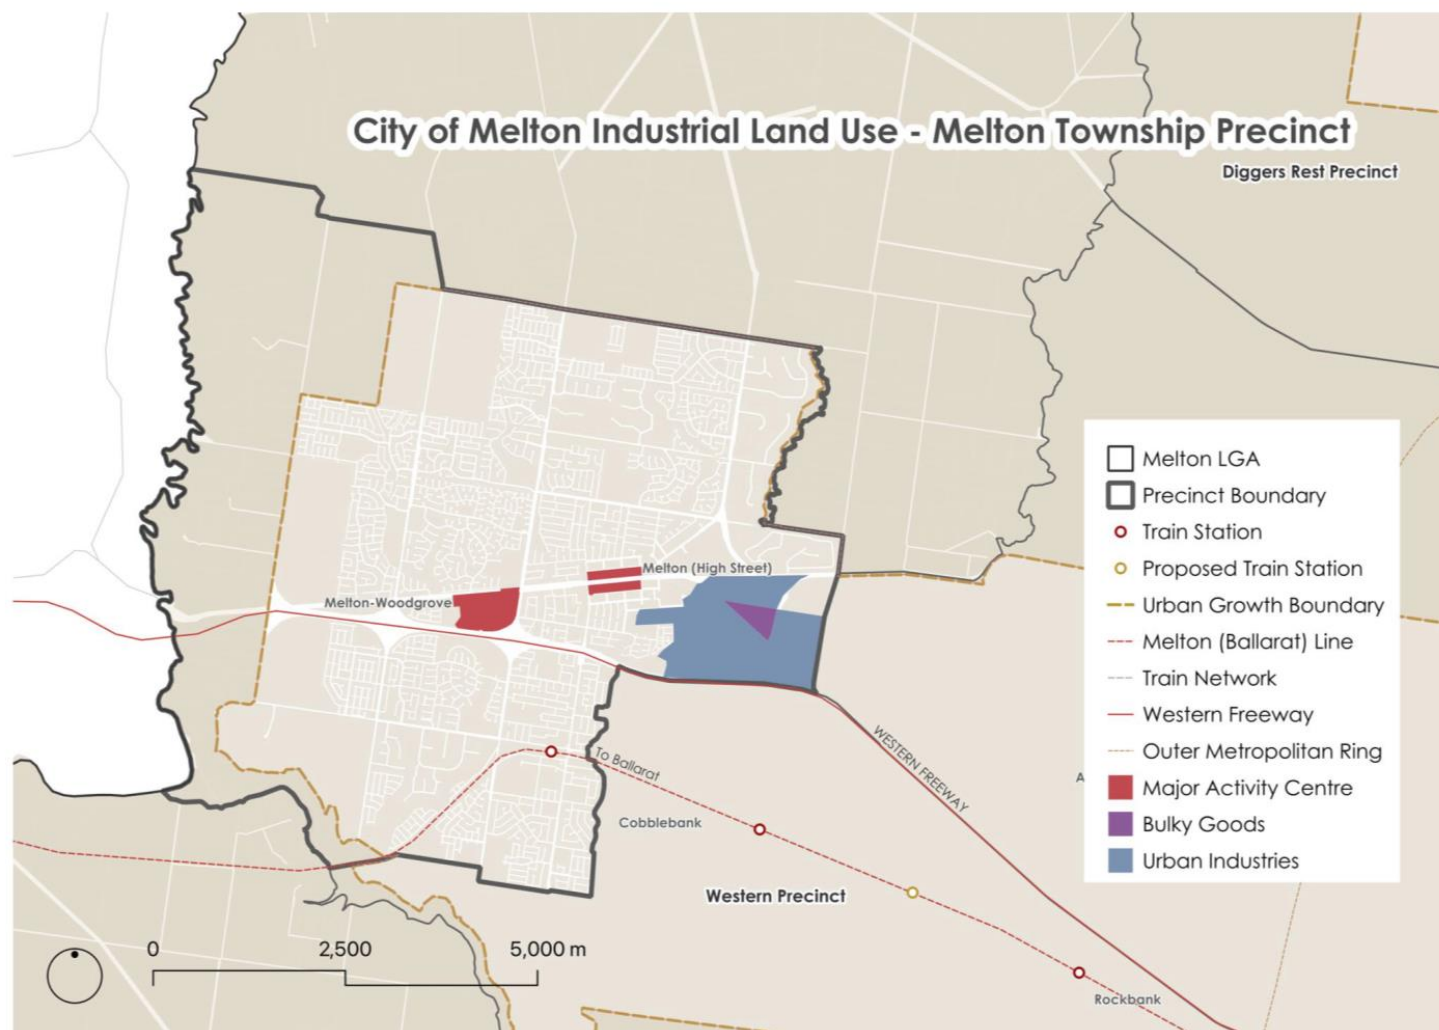 City of Melton Industrial Land Use - Melton Township Precinct
Diggers Rest Precinct
Melton LGA
Precinct Boundary
Train Station
Proposed Train Station
Urban Growth Boundary
Melton (Ballarat) Line
Train Network
Western Freeway
Outer Metropolitan Ring
Major Activity Centre
Bulky Goods
Urban Industries
Melton (High Street)
Melton-Woodgrove
To Ballarat
WESTERN FREEWAY
A
Cobblebank
Western Precinct
Rockbank
0 2,500 5,000 m